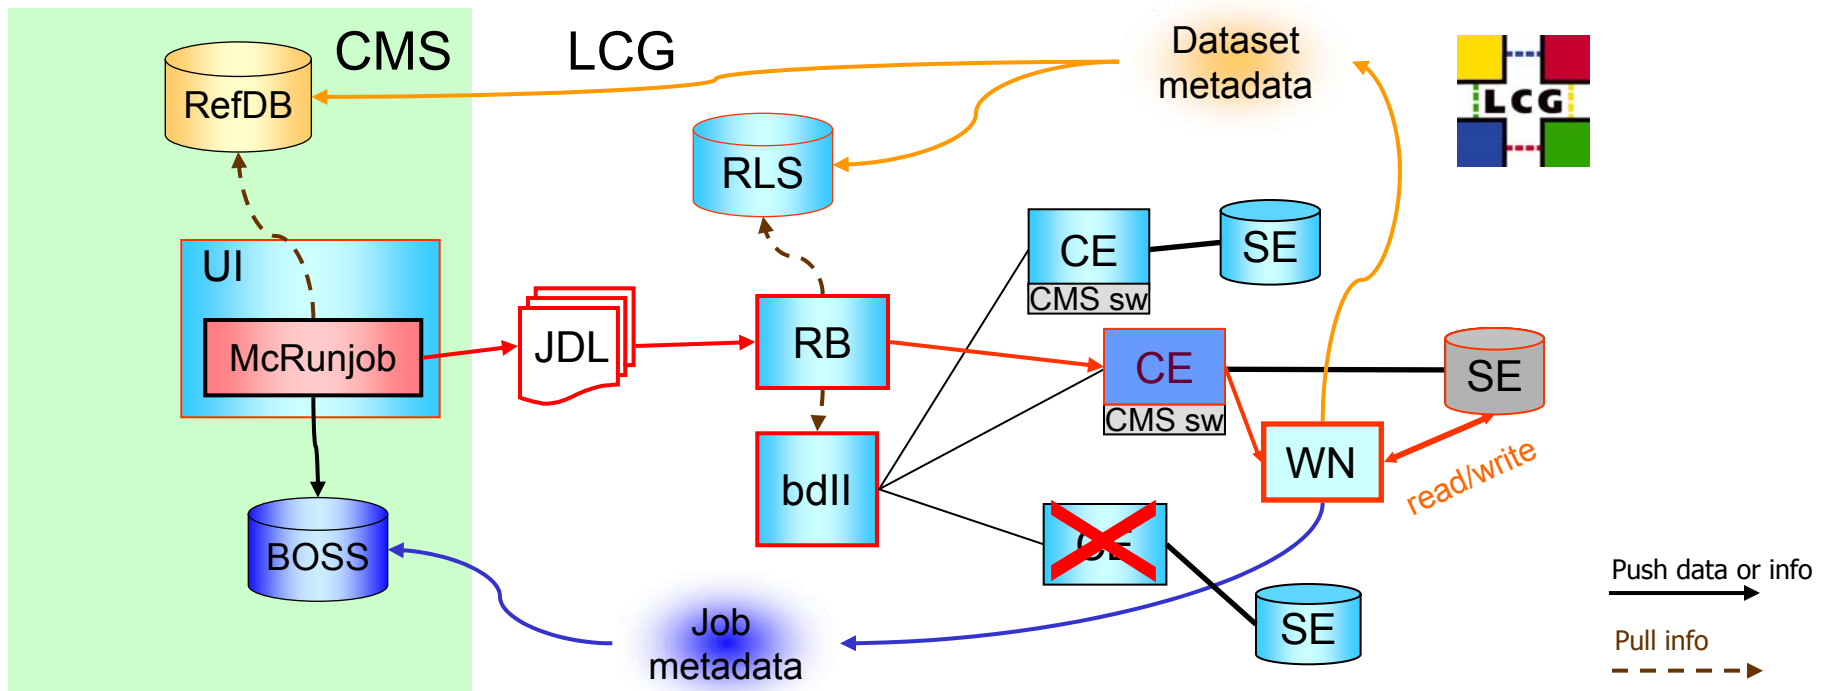 CMS
LCG
Dataset
metadata
RefDB
LCG
RLS
UI
CE
SE
CMS sw
McRunjob
JDL
RB
CE
SE
CMS sw
WN
read/write
bdII
CE
BOSS
Push data or info
Job
metadata
SE
Pull info